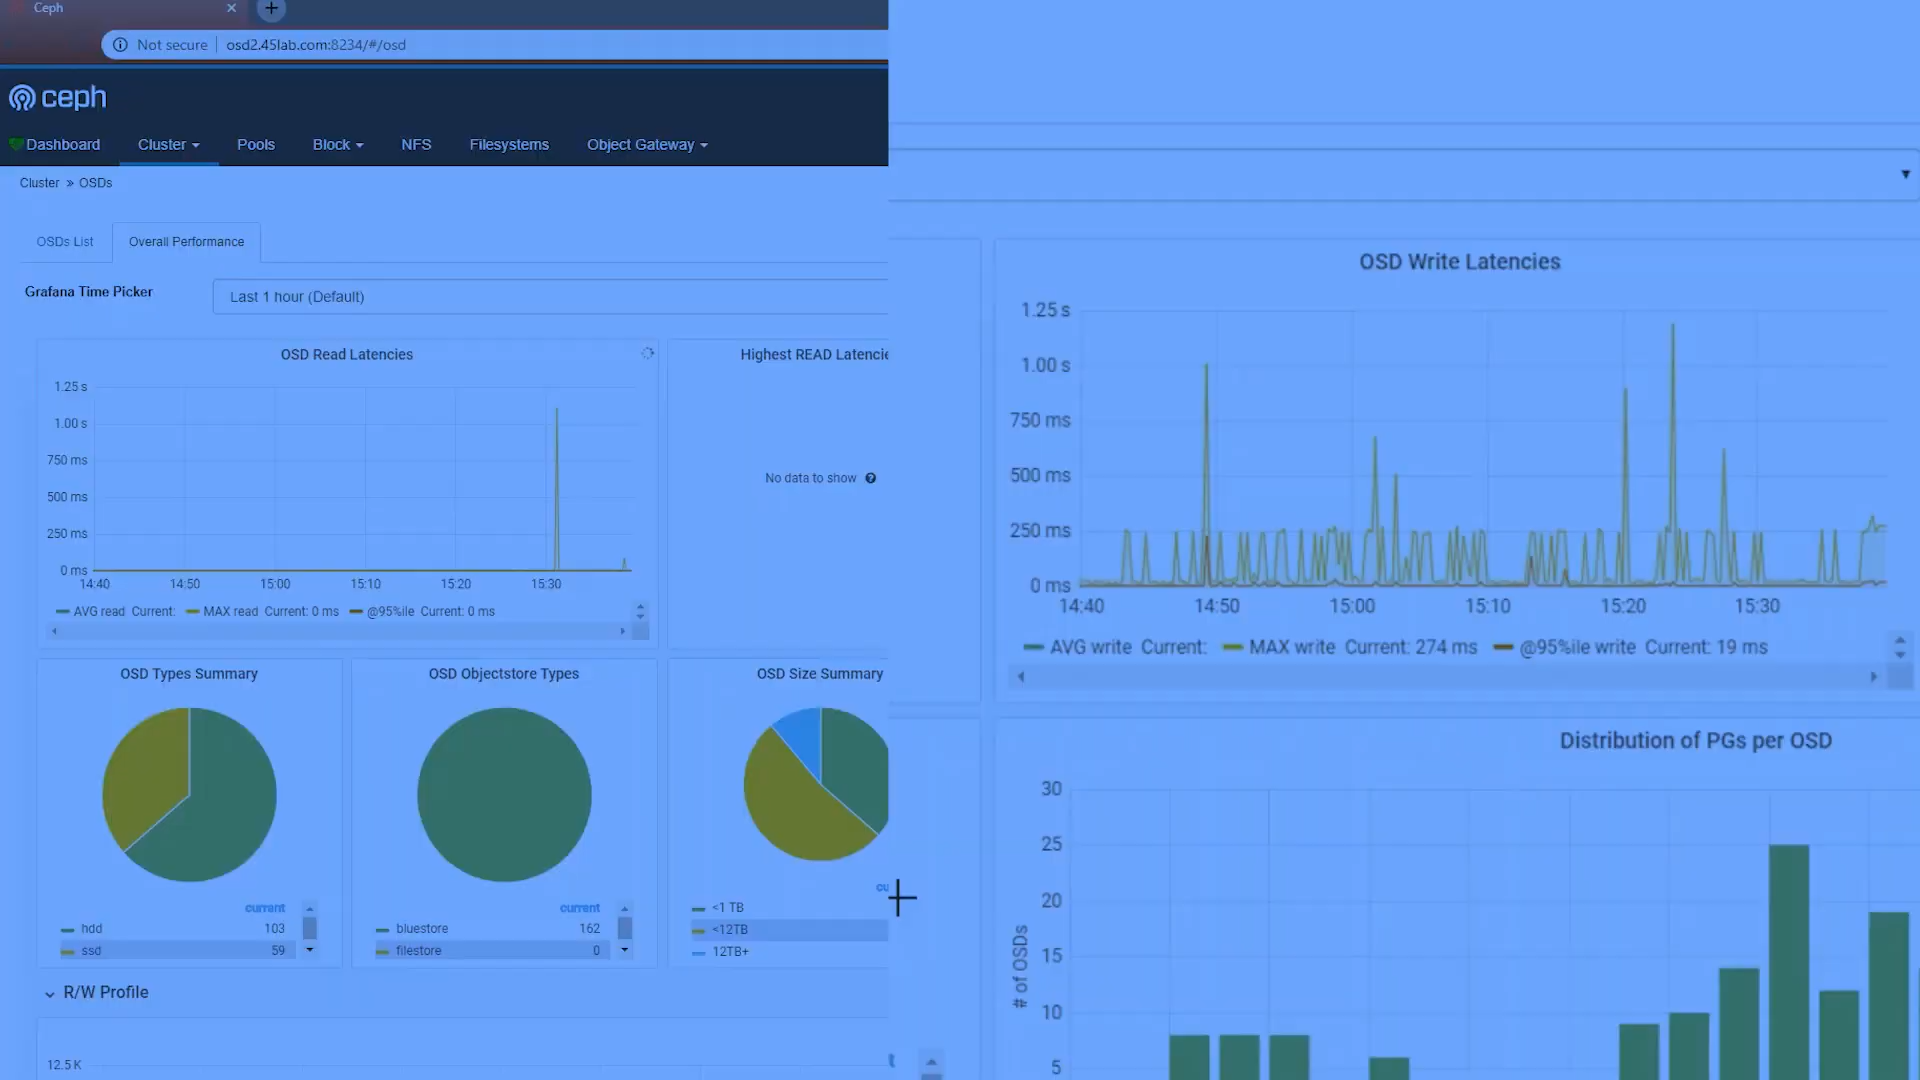 Ceph
Not secure osd2.45lab.com:8234/#/osd
ceph
Dashboard Cluster Pools Block NFS Filesystems Object Gateway
Cluster » OSDs
OSDs List Overall Performance
Grafana Time Picker Last 1 hour (Default)
OSD Read Latencies
1.25 s
1.00 s
750 ms
500 ms
250 ms
0 ms
14:40 14:50 15:00 15:10 15:20 15:30
AVG read Current: MAX read Current: 0 ms @95%ile Current: 0 ms
Highest READ
No data to show
OSD Types Summary
current
hdd 103
ssd 59
OSD Objectstore Types
current
bluestore 162
filestore 0
OSD Size Summary
<1 TB
<12TB
12TB+
R/W Profile
12.5 K
OSD Write Latencies
1.25 s
1.00 s
750 ms
500 ms
250 ms
0 ms
14:40 14:50 15:00 15:10 15:20 15:30
AVG write Current: MAX write Current: 274 ms @95%ile write Current: 19 ms
Distribution of PGs per OSD
# of OSDs
30
25
20
15
10
5